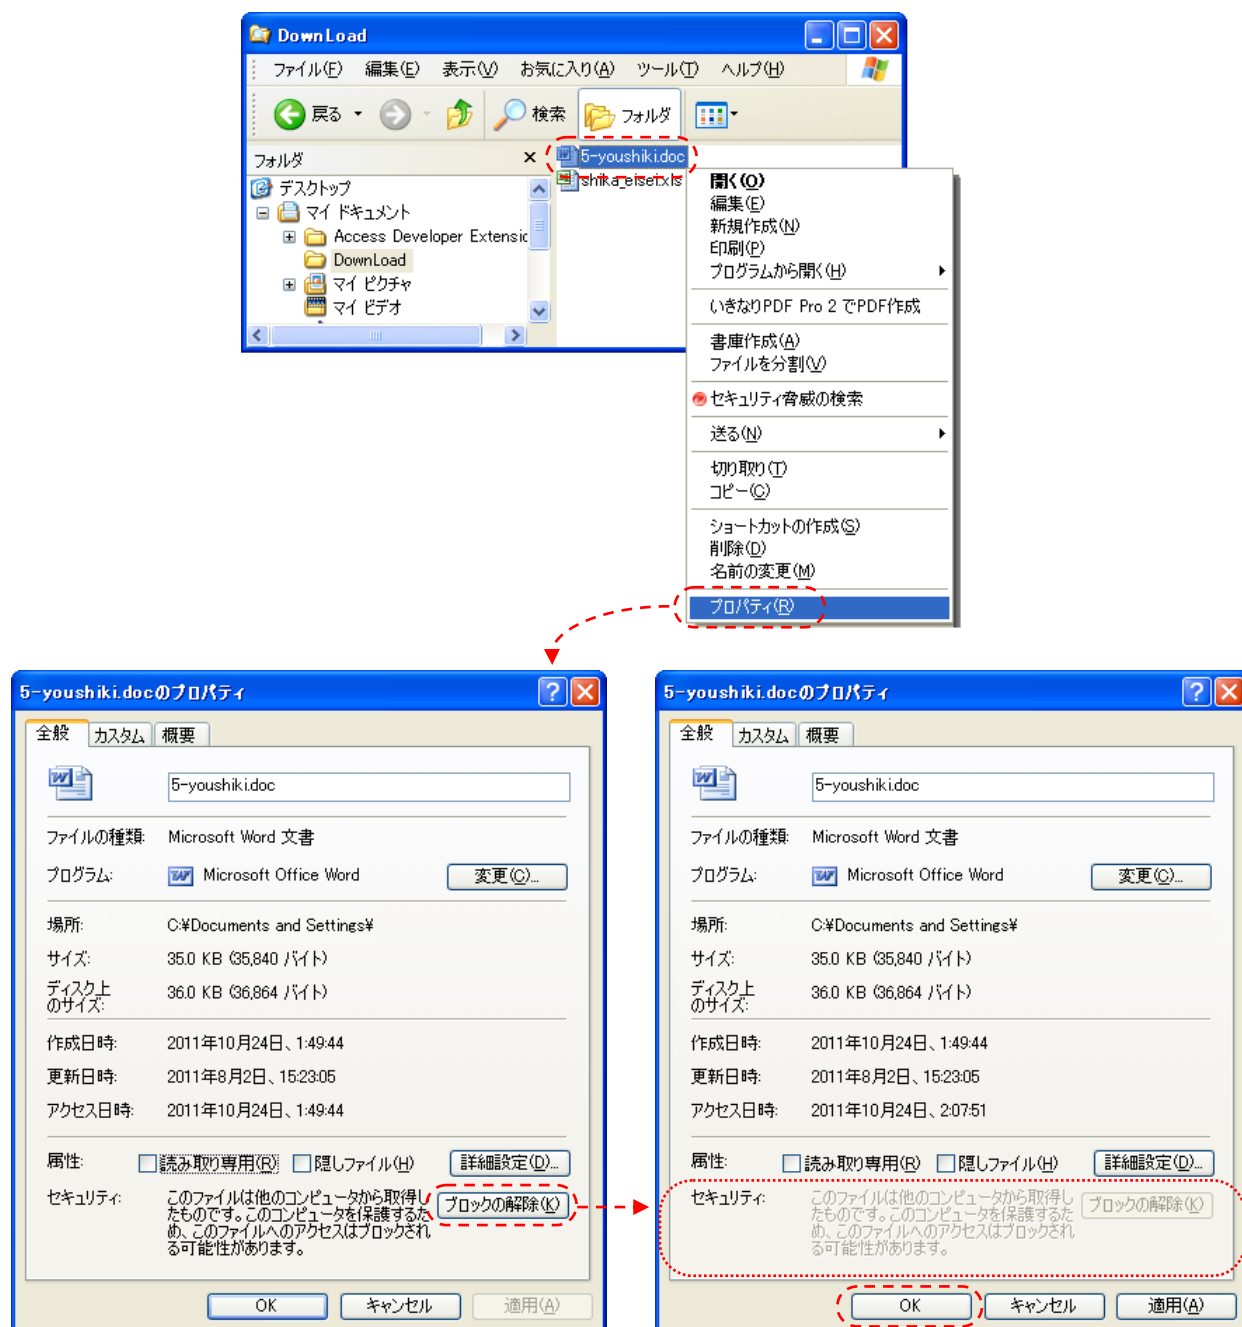 DownLoad
ファイル(F) 編集(E) 表示(V) お気に入り(A) ツール(T) ヘルプ(H)
戻る 検索 フォルダ
フォルダ
デスクトップ
マイ ドキュメント
Access Developer Extensic
DownLoad
マイ ピクチャ
マイ ビデオ
5-youshiki.doc
shika_eisei.xls
開く(O)
編集(E)
新規作成(N)
印刷(P)
プログラムから開く(H)
いきなりPDF Pro 2 でPDF作成
書庫作成(A)
ファイルを分割(V)
セキュリティ脅威の検索
送る(N)
切り取り(T)
コピー(C)
ショートカットの作成(S)
削除(D)
名前の変更(M)
プロパティ(R)
5-youshiki.docのプロパティ
全般 カスタム 概要
5-youshiki.doc
ファイルの種類: Microsoft Word 文書
プログラム: Microsoft Office Word 変更(C)...
場所: C:¥Documents and Settings¥
サイズ: 35.0 KB (35,840 バイト)
ディスク上
のサイズ: 36.0 KB (36,864 バイト)
作成日時: 2011年10月24日、1:49:44
更新日時: 2011年8月2日、15:23:05
アクセス日時: 2011年10月24日、1:49:44
属性: 読み取り専用(R) 隠しファイル(H) 詳細設定(D)...
セキュリティ: このファイルは他のコンピュータから取得し
たものです。このコンピュータを保護するた
め、このファイルへのアクセスはブロックされ
る可能性があります。
ブロックの解除(K)
OK キャンセル 適用(A)
5-youshiki.docのプロパティ
全般 カスタム 概要
5-youshiki.doc
ファイルの種類: Microsoft Word 文書
プログラム: Microsoft Office Word 変更(C)...
場所: C:¥Documents and Settings¥
サイズ: 35.0 KB (35,840 バイト)
ディスク上
のサイズ: 36.0 KB (36,864 バイト)
作成日時: 2011年10月24日、1:49:44
更新日時: 2011年8月2日、15:23:05
アクセス日時: 2011年10月24日、2:07:51
属性: 読み取り専用(R) 隠しファイル(H) 詳細設定(D)...
セキュリティ: このファイルは他のコンピュータから取得し
たものです。このコンピュータを保護するた
め、このファイルへのアクセスはブロックされ
る可能性があります。
ブロックの解除(K)
OK キャンセル 適用(A)